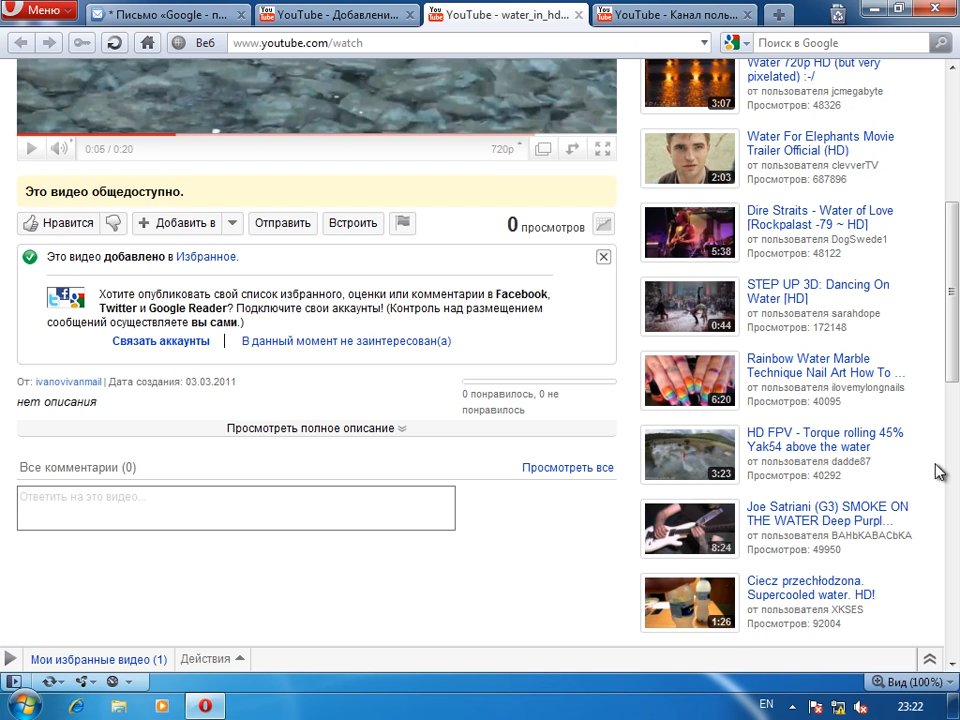 Меню
* Письмо «Google - п...
YouTube - Добавлени...
YouTube - water_in_hd...
YouTube - Канал поль...
Веб
www.youtube.com/watch
Поиск в Google
0:05 / 0:20
720p
Это видео общедоступно.
Нравится
Добавить в
Отправить
Встроить
0 просмотров
Это видео добавлено в Избранное.
Хотите опубликовать свой список избранного, оценки или комментарии в Facebook,
Twitter и Google Reader? Подключите свои аккаунты! (Контроль над размещением
сообщений осуществляете вы сами.)
Связать аккаунты
В данный момент не заинтересован(а)
От: ivanovivanmail | Дата создания: 03.03.2011
нет описания
0 понравилось, 0 не
понравилось
Просмотреть полное описание
Все комментарии (0)
Просмотреть все
Ответить на это видео...
3:07
Water 720p HD (but very
pixelated) :-/
от пользователя jcmegabyte
Просмотров: 48326
2:03
Water For Elephants Movie
Trailer Official (HD)
от пользователя clevverTV
Просмотров: 687896
5:38
Dire Straits - Water of Love
[Rockpalast -79 ~ HD]
от пользователя DogSwede1
Просмотров: 48122
0:44
STEP UP 3D: Dancing On
Water [HD]
от пользователя sarahdope
Просмотров: 172148
6:20
Rainbow Water Marble
Technique Nail Art How To ...
от пользователя ilovemylongnails
Просмотров: 40095
3:23
HD FPV - Torque rolling 45%
Yak54 above the water
от пользователя dadde87
Просмотров: 40292
8:24
Joe Satriani (G3) SMOKE ON
THE WATER Deep Purpl...
от пользователя BAHbKABACbKA
Просмотров: 49950
1:26
Ciecz przechłodzona.
Supercooled water. HD!
от пользователя XKSES
Просмотров: 92004
Мои избранные видео (1)
Действия
Вид (100%)
EN
23:22